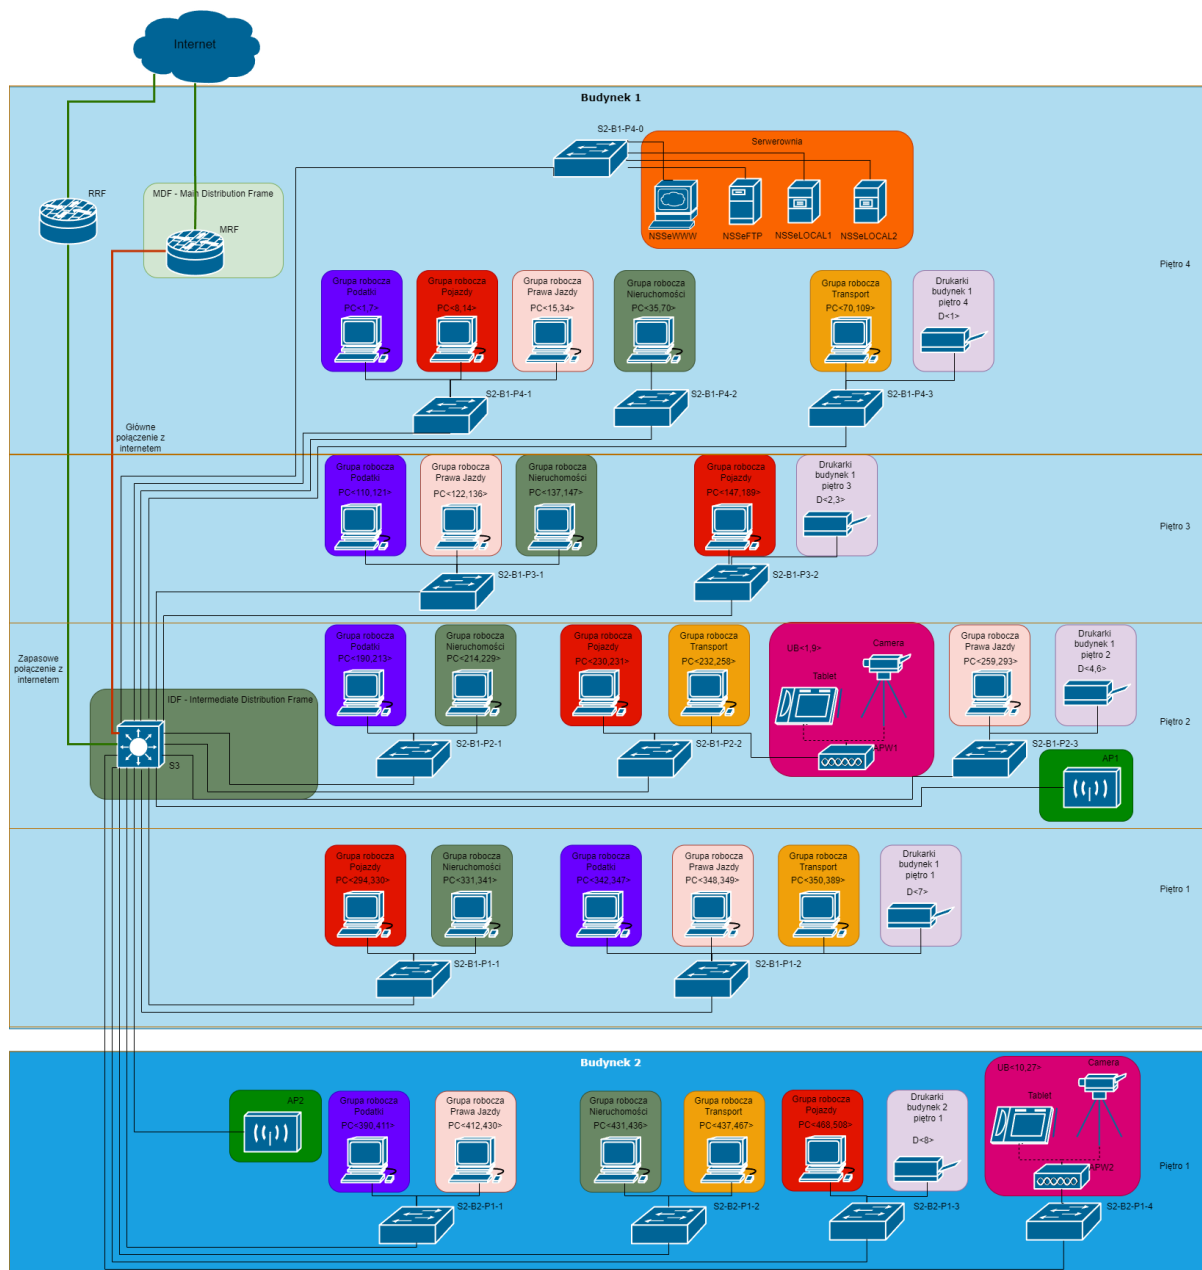 Internet
Budynek 1
S2-B1-P4-0
Serwerownia
RRF
MDF - Main Distribution Frame
MRF
NSSeWWW
NSSeFTP
NSSeLOCAL1
NSSeLOCAL2
Piętro 4
Grupa robocza
Podatki
PC<1,7>
Grupa robocza
Pojazdy
PC<8,14>
Grupa robocza
Prawa Jazdy
PC<15,34>
Grupa robocza
Nieruchomości
PC<35,70>
Grupa robocza
Transport
PC<70,109>
Drukarki
budynek 1
piętro 4
D<1>
S2-B1-P4-1
S2-B1-P4-2
S2-B1-P4-3
Główne
połączenie z
internetem
Grupa robocza
Podatki
PC<110,121>
Grupa robocza
Prawa Jazdy
PC<122,136>
Grupa robocza
Nieruchomości
PC<137,147>
Grupa robocza
Pojazdy
PC<147,189>
Drukarki
budynek 1
piętro 3
D<2,3>
Piętro 3
S2-B1-P3-1
S2-B1-P3-2
Zapasowe
połączenie z
internetem
Grupa robocza
Podatki
PC<190,213>
Grupa robocza
Nieruchomości
PC<214,229>
Grupa robocza
Pojazdy
PC<230,231>
Grupa robocza
Transport
PC<232,258>
UB<1,9>
Camera
Tablet
APW1
Grupa robocza
Prawa Jazdy
PC<259,293>
Drukarki
budynek 1
piętro 2
D<4,6>
Piętro 2
IDF - Intermediate Distribution Frame
S3
S2-B1-P2-1
S2-B1-P2-2
S2-B1-P2-3
AP1
Grupa robocza
Pojazdy
PC<294,330>
Grupa robocza
Nieruchomości
PC<331,341>
Grupa robocza
Podatki
PC<342,347>
Grupa robocza
Prawa Jazdy
PC<348,349>
Grupa robocza
Transport
PC<350,389>
Drukarki
budynek 1
piętro 1
D<7>
Piętro 1
S2-B1-P1-1
S2-B1-P1-2
Budynek 2
AP2
Grupa robocza
Podatki
PC<390,411>
Grupa robocza
Prawa Jazdy
PC<412,430>
Grupa robocza
Nieruchomości
PC<431,436>
Grupa robocza
Transport
PC<437,467>
Grupa robocza
Pojazdy
PC<468,508>
Drukarki
budynek 2
piętro 1
D<8>
UB<10,27>
Camera
Tablet
APW2
Piętro 1
S2-B2-P1-1
S2-B2-P1-2
S2-B2-P1-3
S2-B2-P1-4